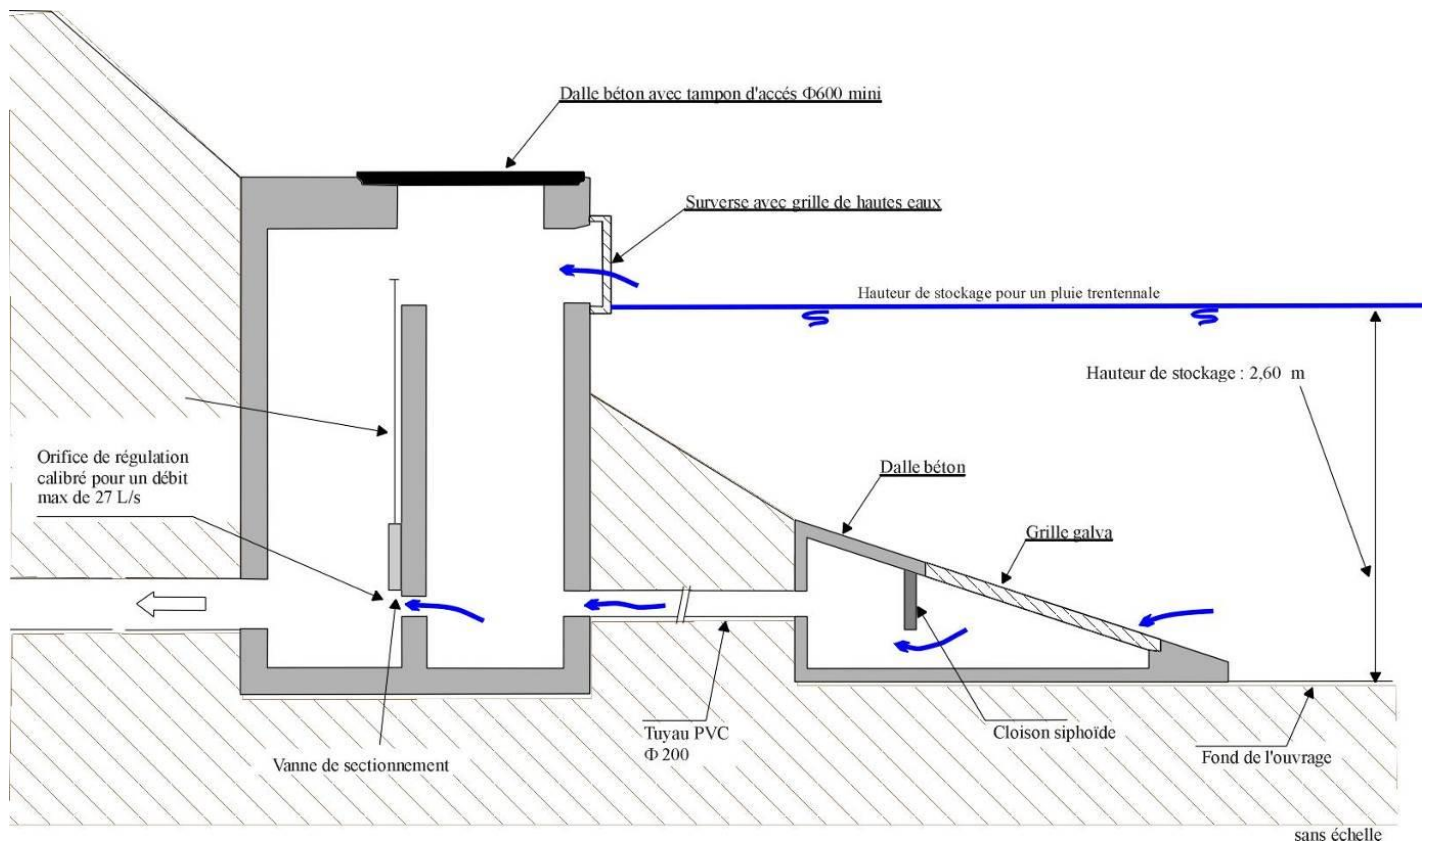 Dalle béton avec tampon d'accés Φ600 mini
Surverse avec grille de hautes eaux
Hauteur de stockage pour un pluie trentennale
Hauteur de stockage : 2,60 m
Orifice de régulation
calibré pour un débit
max de 27 L/s
Dalle béton
Grille galva
Tuyau PVC
Φ 200
Cloison siphoïde
Fond de l'ouvrage
Vanne de sectionnement
sans échelle